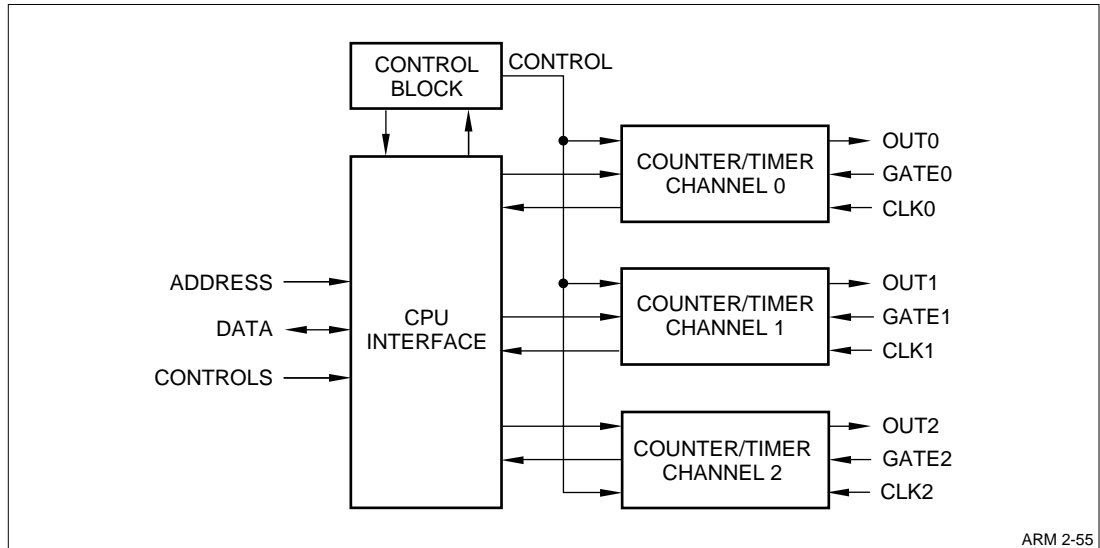 CONTROL
BLOCK
CONTROL
COUNTER/TIMER
CHANNEL 0
OUT0
GATE0
CLK0
ADDRESS
DATA
CONTROLS
CPU
INTERFACE
COUNTER/TIMER
CHANNEL 1
OUT1
GATE1
CLK1
COUNTER/TIMER
CHANNEL 2
OUT2
GATE2
CLK2
ARM 2-55